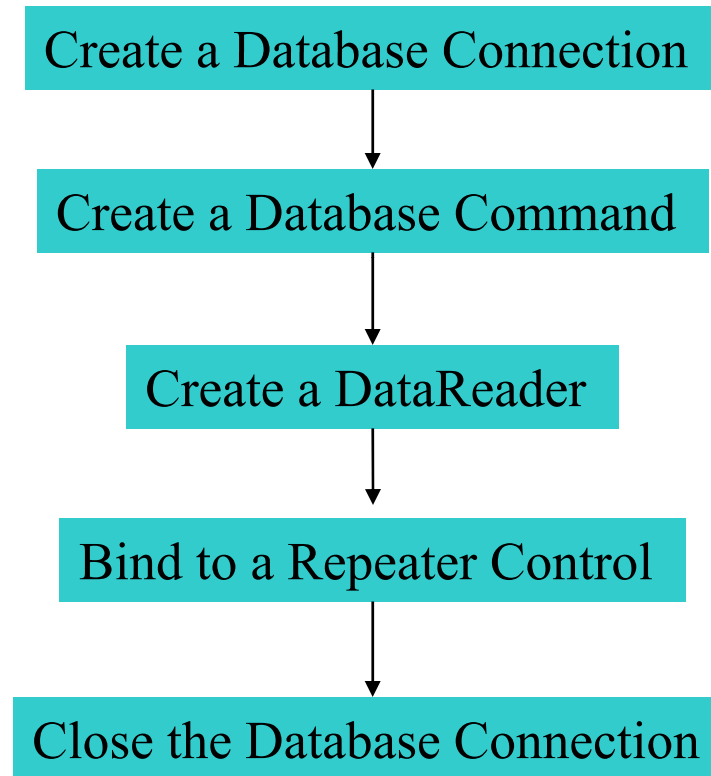 Create a Database Connection
Create a Database Command
Create a DataReader
Bind to a Repeater Control
Close the Database Connection